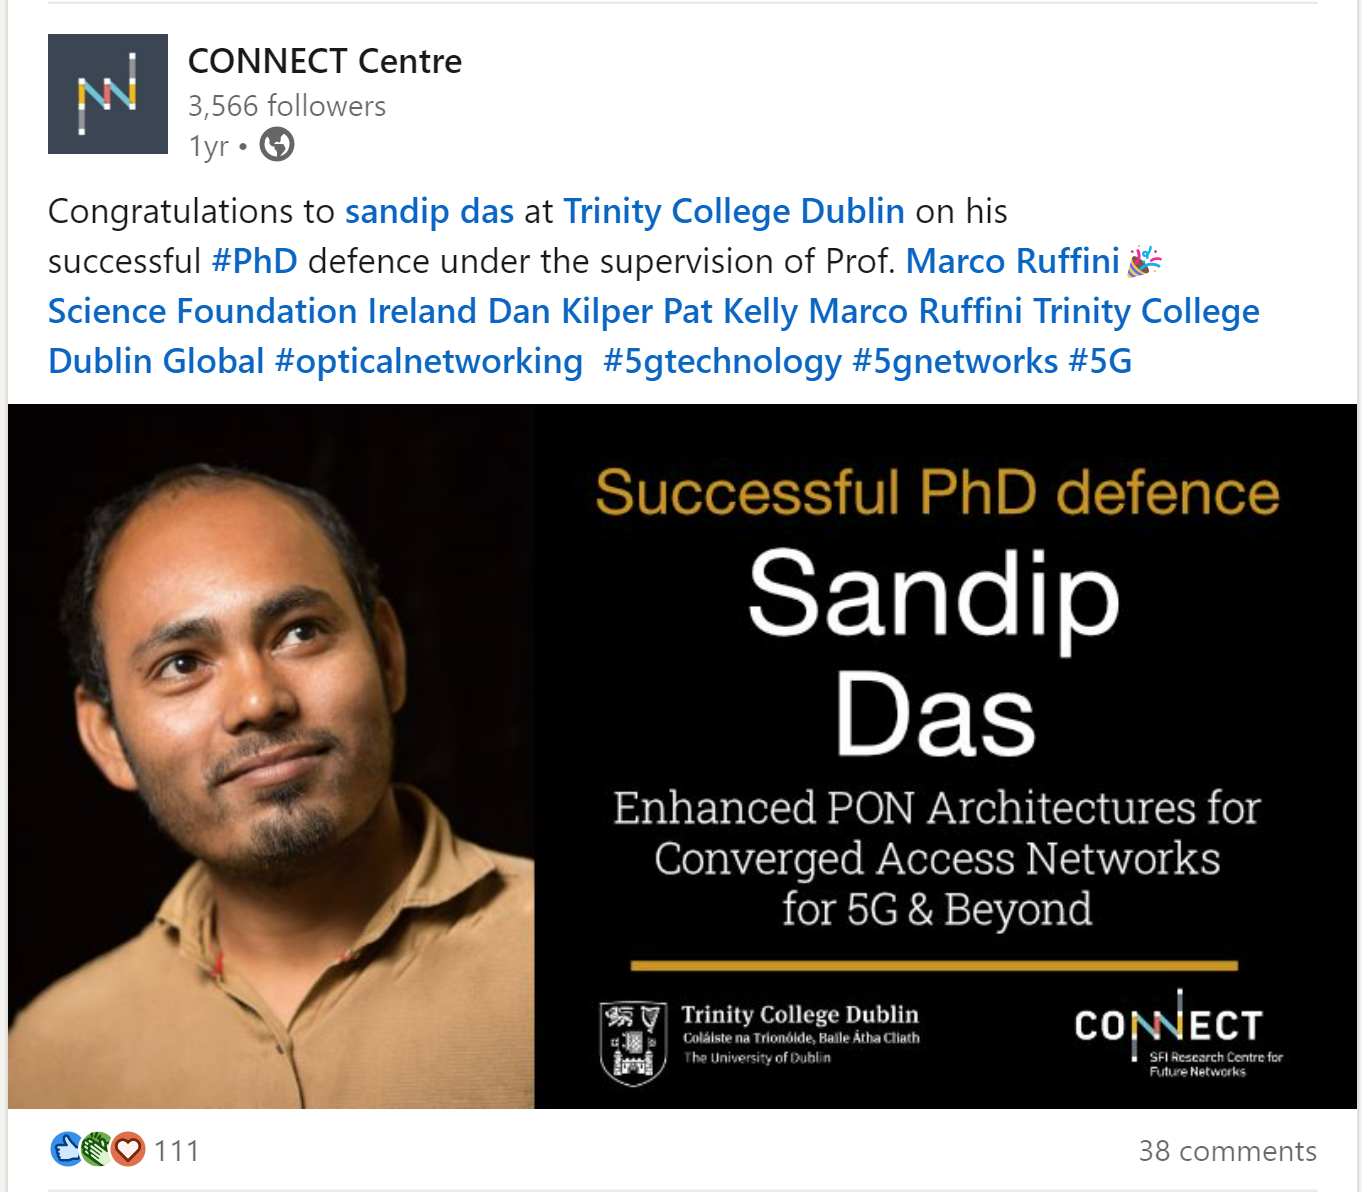 CONNECT Centre
3,566 followers
1yr •
Congratulations to sandip das at Trinity College Dublin on his
successful #PhD defence under the supervision of Prof. Marco Ruffini🎉
Science Foundation Ireland Dan Kilper Pat Kelly Marco Ruffini Trinity College
Dublin Global #opticalnetworking  #5gtechnology #5gnetworks #5G
Successful PhD defence
Sandip
Das
Enhanced PON Architectures for
Converged Access Networks
for 5G & Beyond
Trinity College Dublin
Coláiste na Tríonóide, Baile Átha Cliath
The University of Dublin
CONNECT
SFI Research Centre for
Future Networks
111
38 comments